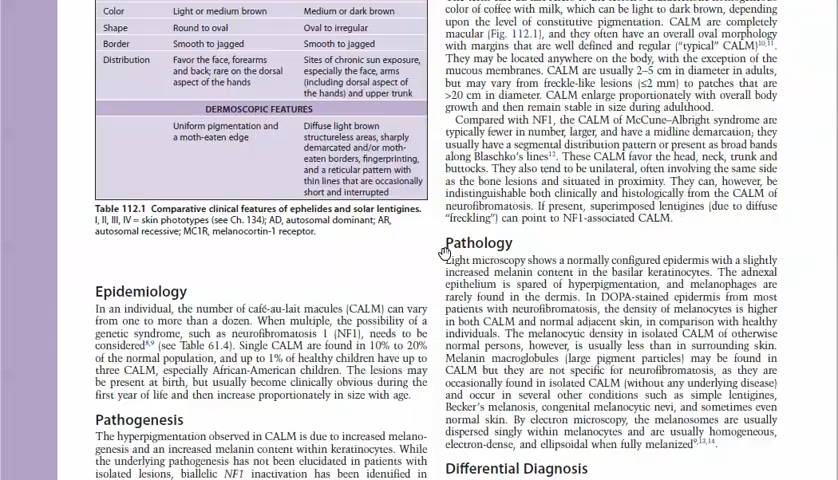 Color Light or medium brown Medium or dark brown
Shape Round to oval Oval to irregular
Border Smooth to jagged Smooth to jagged
Distribution Favor the face, forearms and back; rare on the dorsal aspect of the hands Sites of chronic sun exposure, especially the face, arms (including dorsal aspect of the hands) and upper trunk
DERMOSCOPIC FEATURES
Uniform pigmentation and a moth-eaten edge Diffuse light brown structureless areas, sharply demarcated and/or moth-eaten borders, fingerprinting, and a reticular pattern with thin lines that are occasionally short and interrupted
Table 112.1 Comparative clinical features of ephelides and solar lentigines.
I, II, III, IV = skin phototypes (see Ch. 134); AD, autosomal dominant; AR,
autosomal recessive; MC1R, melanocortin-1 receptor.
Epidemiology
In an individual, the number of café-au-lait macules (CALM) can vary
from one to more than a dozen. When multiple, the possibility of a
genetic syndrome, such as neurofibromatosis 1 (NF1), needs to be
considered8,9 (see Table 61.4). Single CALM are found in 10% to 20%
of the normal population, and up to 1% of healthy children have up to
three CALM, especially African-American children. The lesions may
be present at birth, but usually become clinically obvious during the
first year of life and then increase proportionately in size with age.
Pathogenesis
The hyperpigmentation observed in CALM is due to increased melano-
genesis and an increased melanin content within keratinocytes. While
the underlying pathogenesis has not been elucidated in patients with
isolated lesions, biallelic NF1 inactivation has been identified in
color of coffee with milk, which can be light to dark brown, depending
upon the level of constitutive pigmentation. CALM are completely
macular (Fig. 112.1), and they often have an overall oval morphology
with margins that are well defined and regular (“typical” CALM)10,11.
They may be located anywhere on the body, with the exception of the
mucous membranes. CALM are usually 2–5 cm in diameter in adults,
but may vary from freckle-like lesions (≤2 mm) to patches that are
>20 cm in diameter. CALM enlarge proportionately with overall body
growth and then remain stable in size during adulthood.
Compared with NF1, the CALM of McCune–Albright syndrome are
typically fewer in number, larger, and have a midline demarcation; they
usually have a segmental distribution pattern or present as broad bands
along Blaschko's lines12. These CALM favor the head, neck, trunk and
buttocks. They also tend to be unilateral, often involving the same side
as the bone lesions and situated in proximity. They can, however, be
indistinguishable both clinically and histologically from the CALM of
neurofibromatosis. If present, superimposed lentigines (due to diffuse
“freckling”) can point to NF1-associated CALM.
Pathology
Light microscopy shows a normally configured epidermis with a slightly
increased melanin content in the basilar keratinocytes. The adnexal
epithelium is spared of hyperpigmentation, and melanophages are
rarely found in the dermis. In DOPA-stained epidermis from most
patients with neurofibromatosis, the density of melanocytes is higher
in both CALM and normal adjacent skin, in comparison with healthy
individuals. The melanocytic density in isolated CALM of otherwise
normal persons, however, is usually less than in surrounding skin.
Melanin macroglobules (large pigment particles) may be found in
CALM but they are not specific for neurofibromatosis, as they are
occasionally found in isolated CALM (without any underlying disease)
and occur in several other conditions such as simple lentigines,
Becker's melanosis, congenital melanocytic nevi, and sometimes even
normal skin. By electron microscopy, the melanosomes are usually
dispersed singly within melanocytes and are usually homogeneous,
electron-dense, and ellipsoidal when fully melanized9,13,14.
Differential Diagnosis